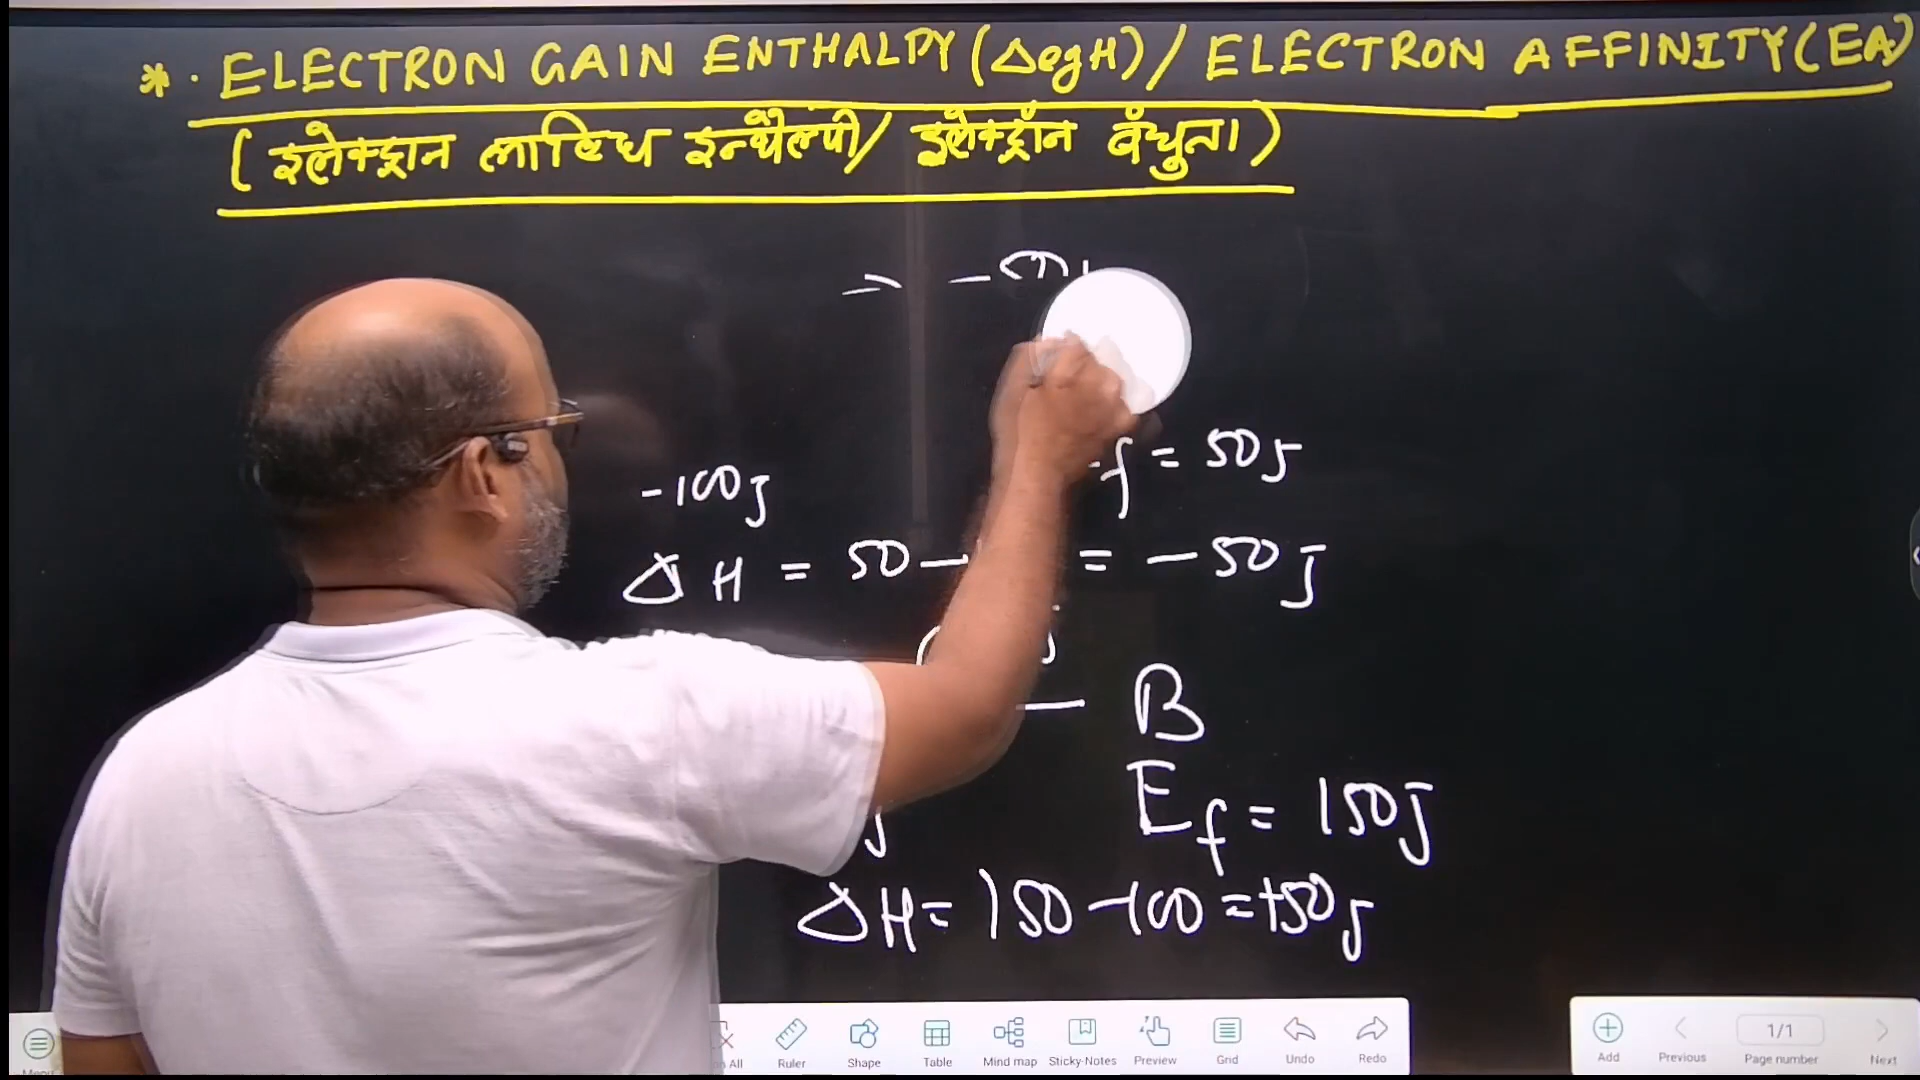 * . ELECTRON GAIN ENTHALPY (ΔegH) / ELECTRON AFFINITY (EA)
(इलेक्ट्रान लाब्धि इन्थैल्पी / इलेक्ट्रॉन बंधुता)
f = 50J
-100J
ΔH = 50 - = -50J
B
Ef = 150J
J
ΔH = 150 - 100 = +50J
Ruler
Shape
Table
Mind map
Sticky-Notes
Preview
Grid
Undo
Redo
Add
Previous
1/1
Page number
Next